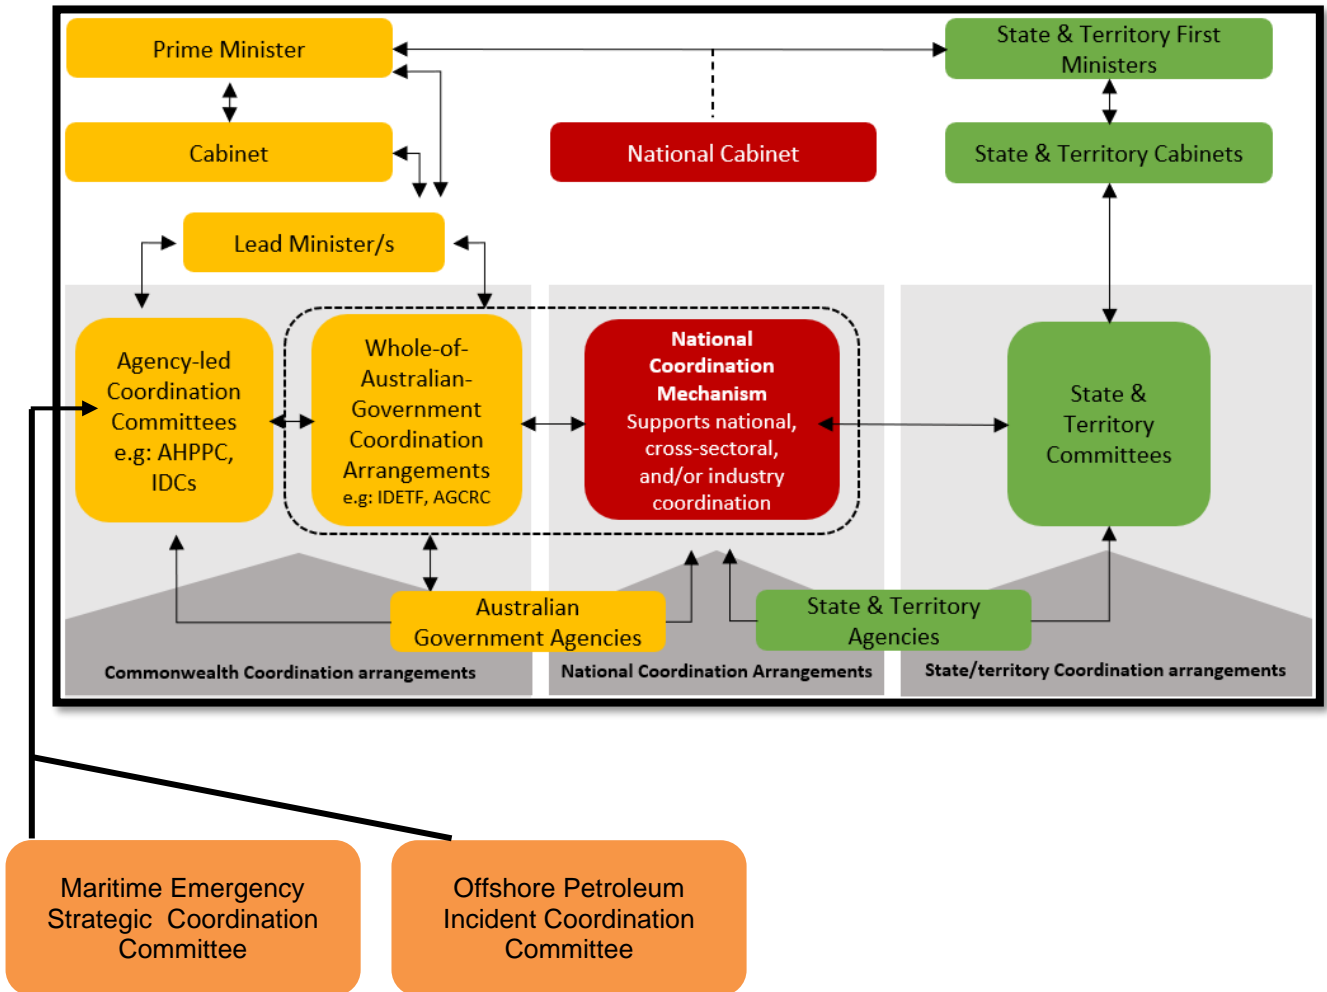 Prime Minister
State & Territory First
Ministers
Cabinet
National Cabinet
State & Territory Cabinets
Lead Minister/s
Agency-led
Coordination
Committees
e.g: AHPPC,
IDCs
Whole-of-
Australian-
Government
Coordination
Arrangements
e.g: IDETF, AGCRC
National
Coordination
Mechanism
Supports national,
cross-sectoral,
and/or industry
coordination
State &
Territory
Committees
Australian
Government Agencies
State & Territory
Agencies
Commonwealth Coordination arrangements
National Coordination Arrangements
State/territory Coordination arrangements
Maritime Emergency
Strategic  Coordination
Committee
Offshore Petroleum
Incident Coordination
Committee